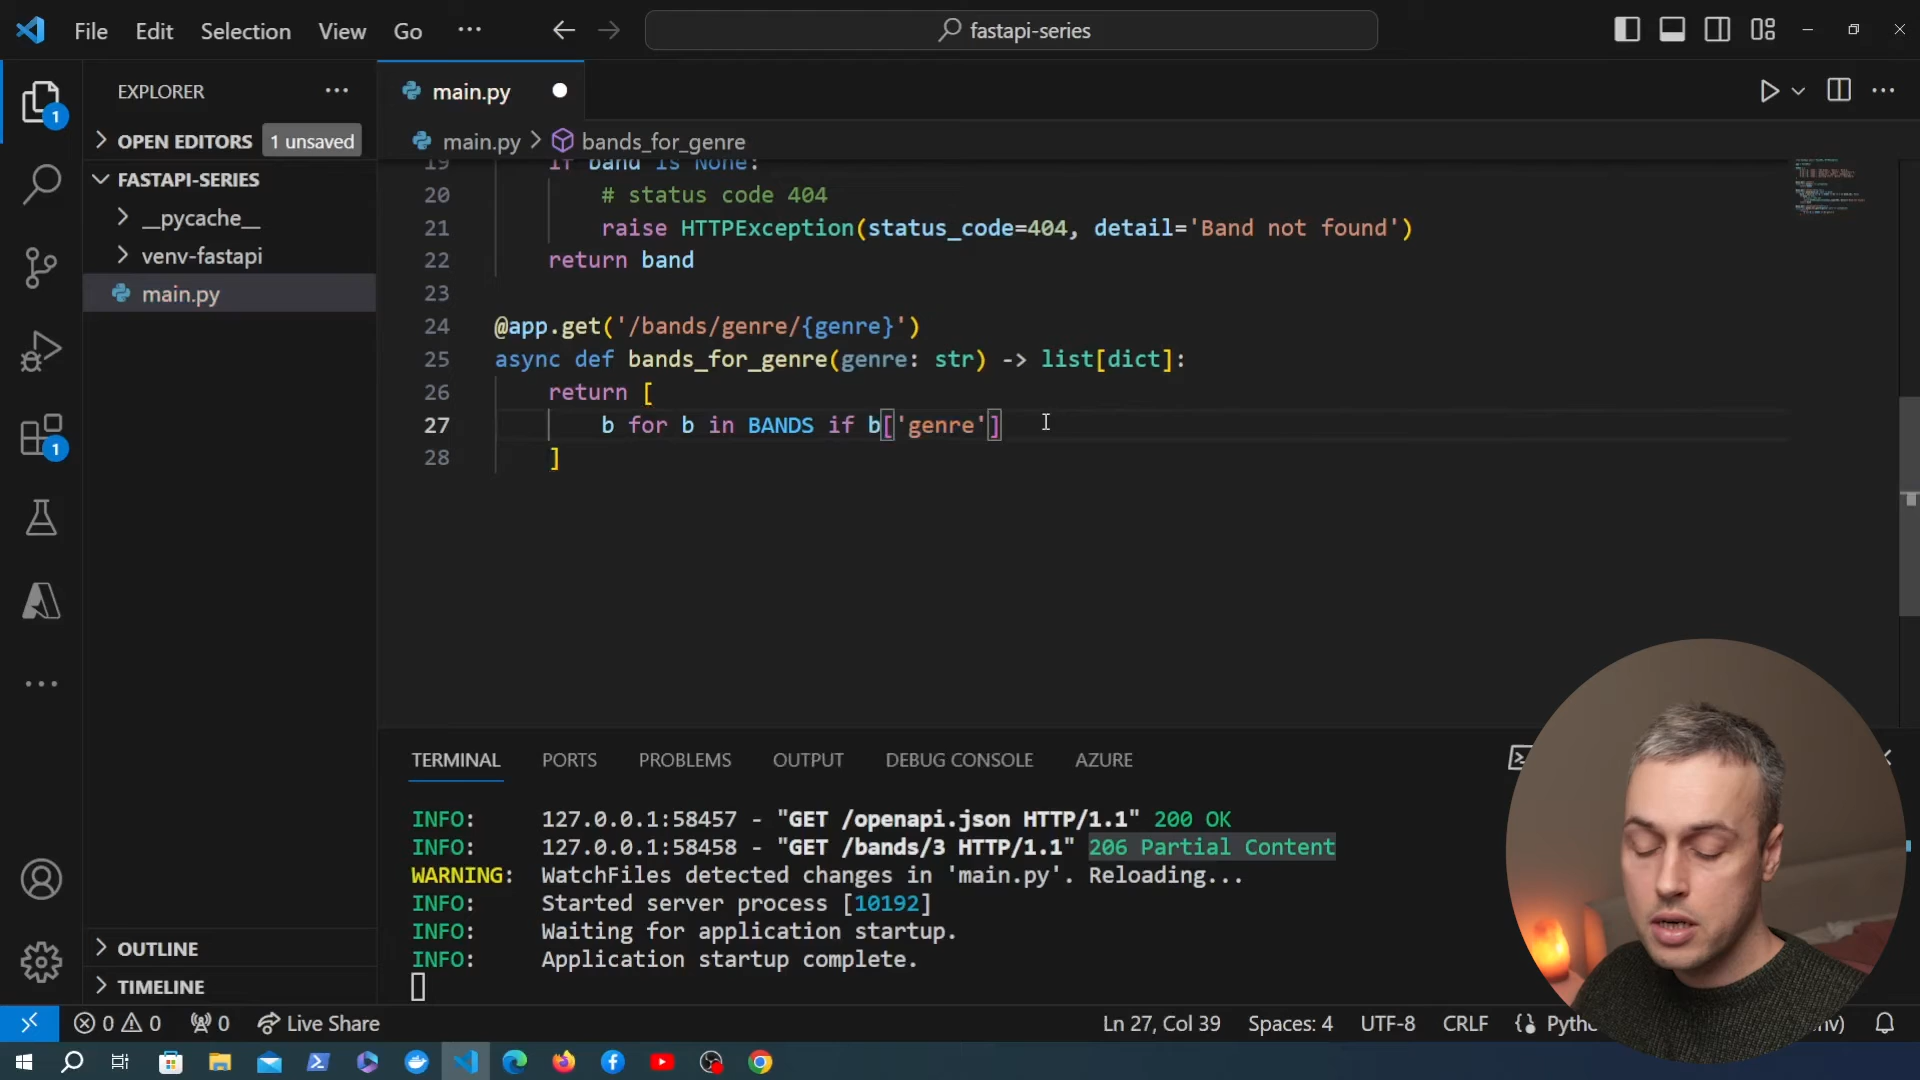 File Edit Selection View Go ···
fastapi-series
EXPLORER ···
1
OPEN EDITORS 1 unsaved
FASTAPI-SERIES
__pycache__
venv-fastapi
main.py
1
OUTLINE
TIMELINE
main.py
main.py > bands_for_genre
19 if band is None:
20 # status code 404
21 raise HTTPException(status_code=404, detail='Band not found')
22 return band
23
24 @app.get('/bands/genre/{genre}')
25 async def bands_for_genre(genre: str) -> list[dict]:
26 return [
27 b for b in BANDS if b['genre']
28 ]
TERMINAL PORTS PROBLEMS OUTPUT DEBUG CONSOLE AZURE
INFO: 127.0.0.1:58457 - "GET /openapi.json HTTP/1.1" 200 OK
INFO: 127.0.0.1:58458 - "GET /bands/3 HTTP/1.1" 206 Partial Content
WARNING: WatchFiles detected changes in 'main.py'. Reloading...
INFO: Started server process [10192]
INFO: Waiting for application startup.
INFO: Application startup complete.
0 0 0 Live Share Ln 27, Col 39 Spaces: 4 UTF-8 CRLF